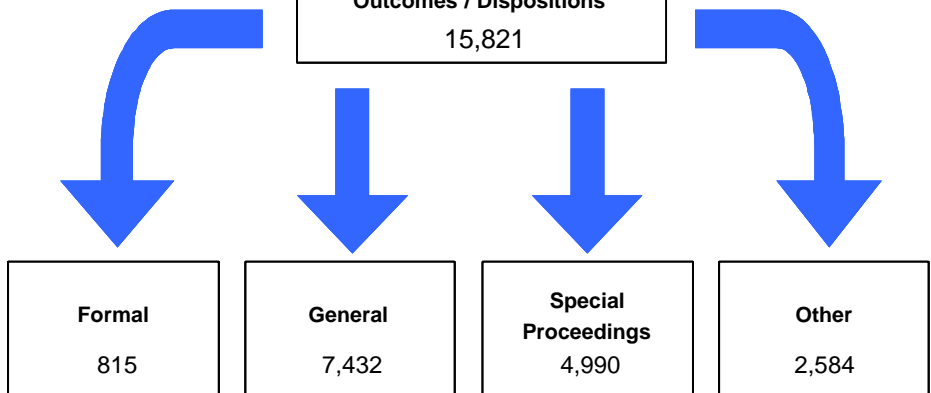 Outcomes / Dispositions
15,821
Formal
815
General
7,432
Special
Proceedings
4,990
Other
2,584